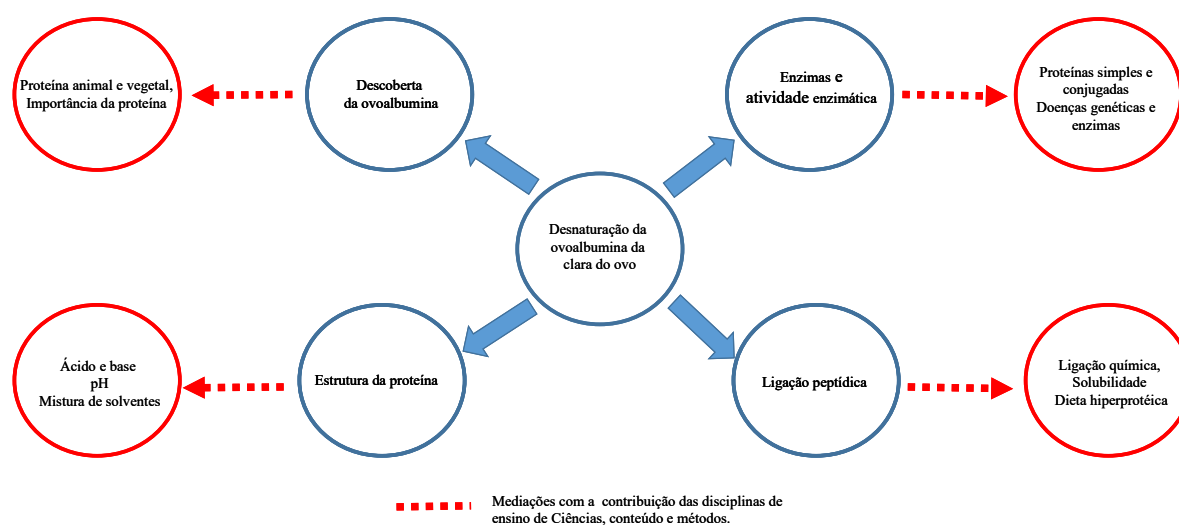 Proteína animal e vegetal,
Importância da proteína
Descoberta
da ovoalbumina
Enzimas e
atividade enzimática
Proteínas simples e
conjugadas
Doenças genéticas e
enzimas
Desnaturação da
ovoalbumina da
clara do ovo
Ácido e base
pH
Mistura de solventes
Estrutura da proteína
Ligação peptídica
Ligação química,
Solubilidade
Dieta hiperprotéica
Mediações com a contribuição das disciplinas de
ensino de Ciências, conteúdo e métodos.